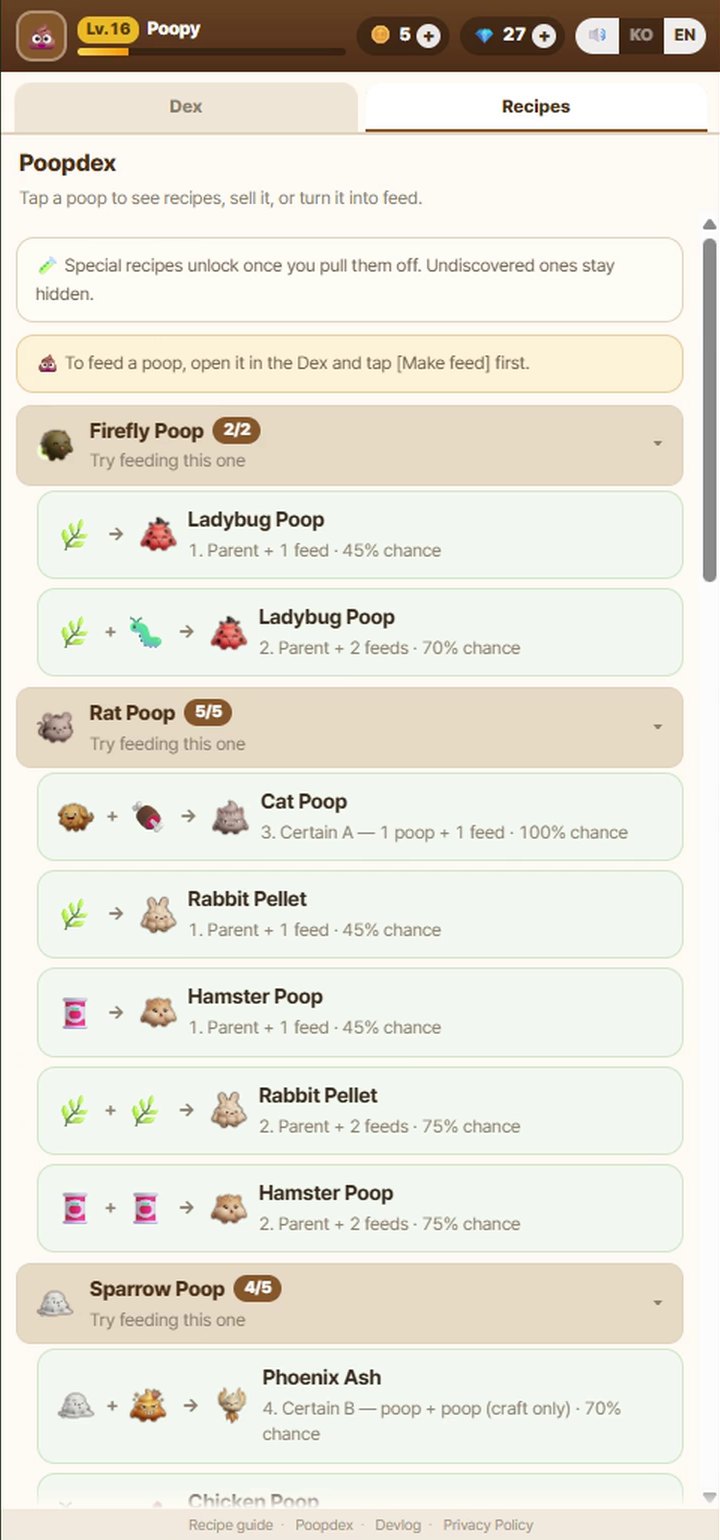 Lv.16 Poopy 5 + 27 + KO EN
Dex Recipes
Poopdex
Tap a poop to see recipes, sell it, or turn it into feed.
Special recipes unlock once you pull them off. Undiscovered ones stay
hidden.
To feed a poop, open it in the Dex and tap [Make feed] first.
Firefly Poop 2/2
Try feeding this one
Ladybug Poop
1. Parent + 1 feed · 45% chance
Ladybug Poop
2. Parent + 2 feeds · 70% chance
Rat Poop 5/5
Try feeding this one
Cat Poop
3. Certain A — 1 poop + 1 feed · 100% chance
Rabbit Pellet
1. Parent + 1 feed · 45% chance
Hamster Poop
1. Parent + 1 feed · 45% chance
Rabbit Pellet
2. Parent + 2 feeds · 75% chance
Hamster Poop
2. Parent + 2 feeds · 75% chance
Sparrow Poop 4/5
Try feeding this one
Phoenix Ash
4. Certain B — poop + poop (craft only) · 70%
chance
Chicken Poop
Recipe guide · Poopdex · Devlog · Privacy Policy